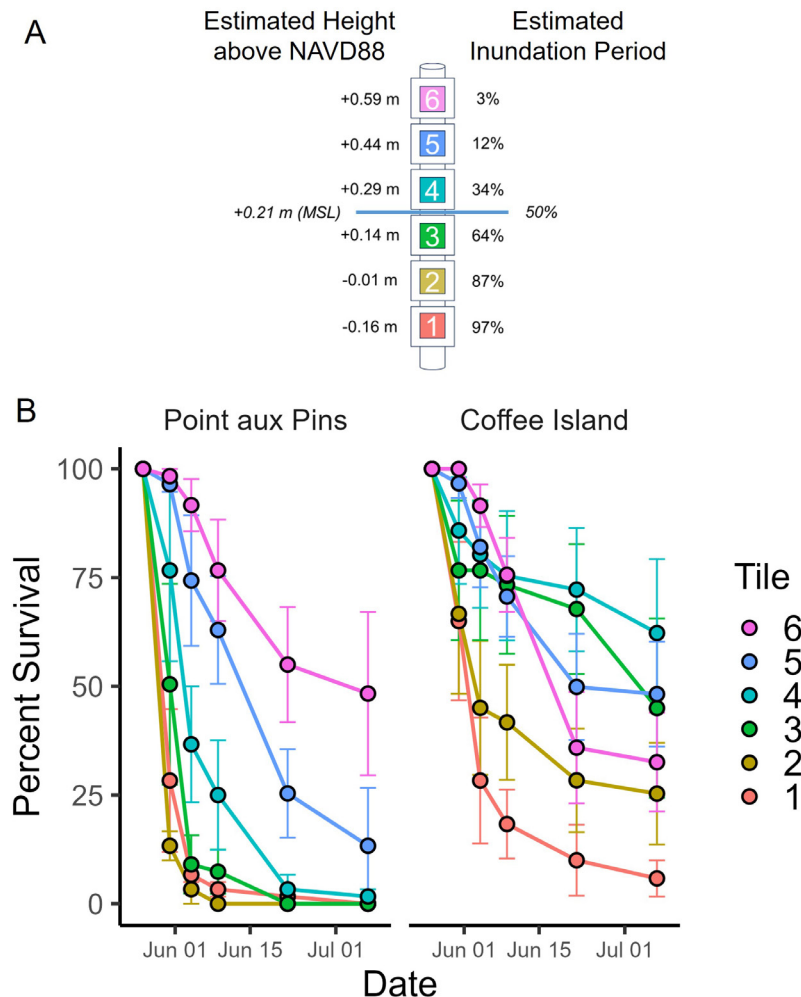 A
Estimated Height
above NAVD88
Estimated
Inundation Period
+0.59 m 6 3%
+0.44 m 5 12%
+0.29 m 4 34%
+0.21 m (MSL) 50%
+0.14 m 3 64%
-0.01 m 2 87%
-0.16 m 1 97%
B
Point aux Pins Coffee Island
Percent Survival
100
75
50
25
0
Jun 01 Jun 15 Jul 01 Jun 01 Jun 15 Jul 01
Date
Tile
6
5
4
3
2
1